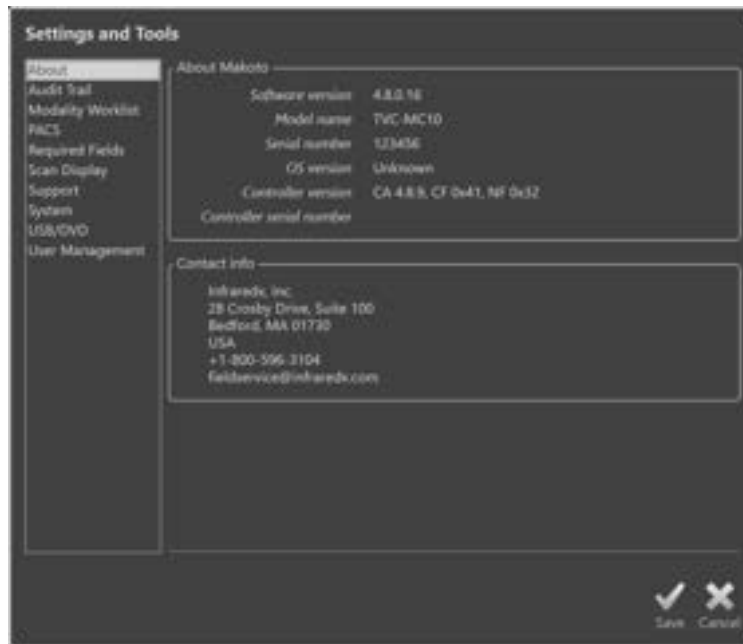 Settings and Tools
About
Audit Trail
Modality Worklist
PACS
Required Fields
Scan Display
Support
System
USB/DVD
User Management
About Makoto
Software version 4.8.0.16
Model name TVC-MC10
Serial number 123456
OS version Unknown
Controller version CA 4.8.9, CF 0x41, NF 0x32
Controller serial number
Contact info
Infraredx, Inc.
28 Crosby Drive, Suite 100
Bedford, MA 01730
USA
+1-800-596-3104
fieldservice@infraredx.com
Save Cancel